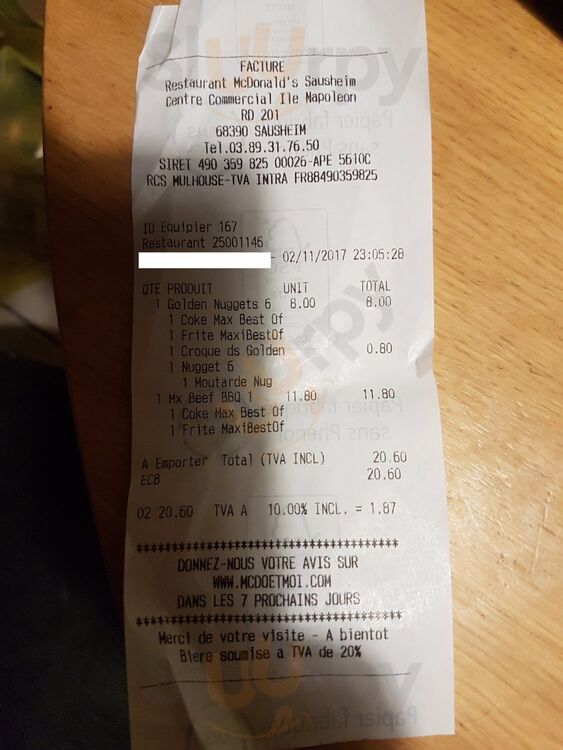 FACTURE
Restaurant McDonald's Sausheim
Centre Commercial Ile Napoleon
RD 201
68390 SAUSHEIM
Tel.03.89.31.76.50
SIRET 490 359 825 00026-APE 5610C
RCS MULHOUSE-TVA INTRA FR88490359825
ID Equipier 167
Restaurant 25001146
- 02/11/2017 23:05:28
QTE PRODUIT UNIT TOTAL
1 Golden Nuggets 6 8.00 8.00
1 Coke Max Best Of
1 Frite MaxiBestOf
1 Croque ds Golden 0.80
1 Nugget 6
1 Moutarde Nug
1 Mx Beef BBQ 1 11.80 11.80
1 Coke Max Best Of
1 Frite MaxiBestOf
A Emporter Total (TVA INCL) 20.60
ECB 20.60
02 20.60 TVA A 10.00% INCL. = 1.87
****************************************
DONNEZ-NOUS VOTRE AVIS SUR
WWW.MCDOETMOI.COM
DANS LES 7 PROCHAINS JOURS
****************************************
Merci de votre visite - A bientot
Biere soumise a TVA de 20%